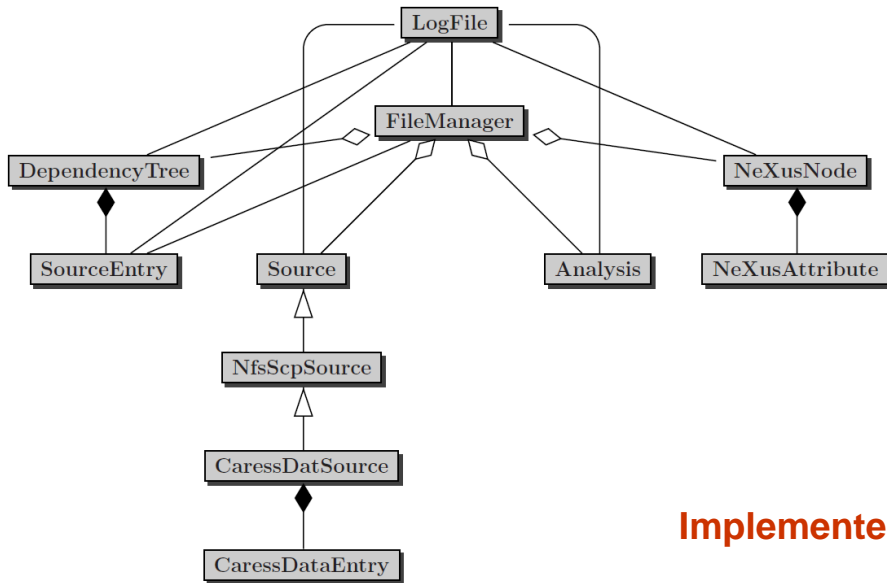 LogFile
FileManager
DependencyTree
NeXusNode
SourceEntry
Source
Analysis
NeXusAttribute
NfsScpSource
CaressDatSource
Implemente
CaressDataEntry